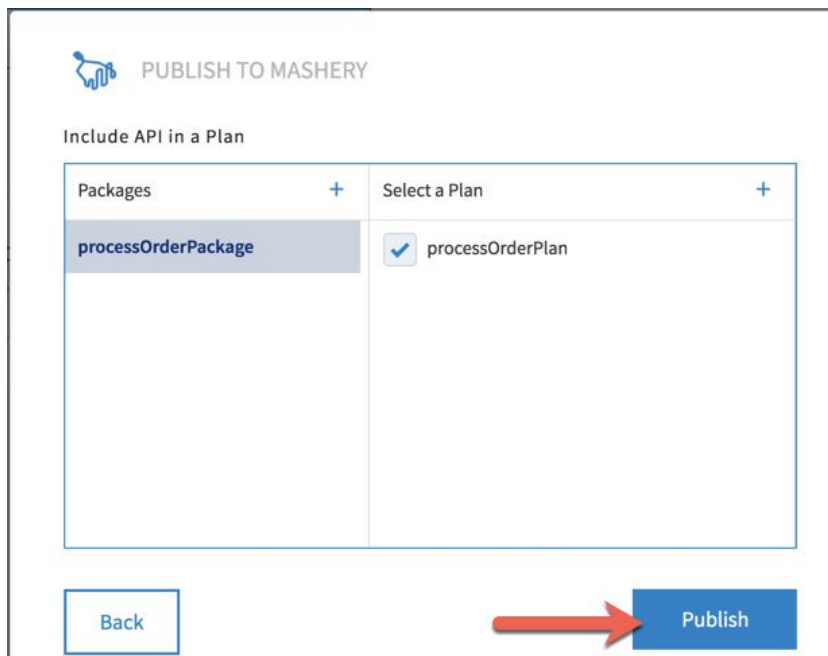 PUBLISH TO MASHERY
Include API in a Plan
Packages + Select a Plan +
processOrderPackage processOrderPlan
Back Publish